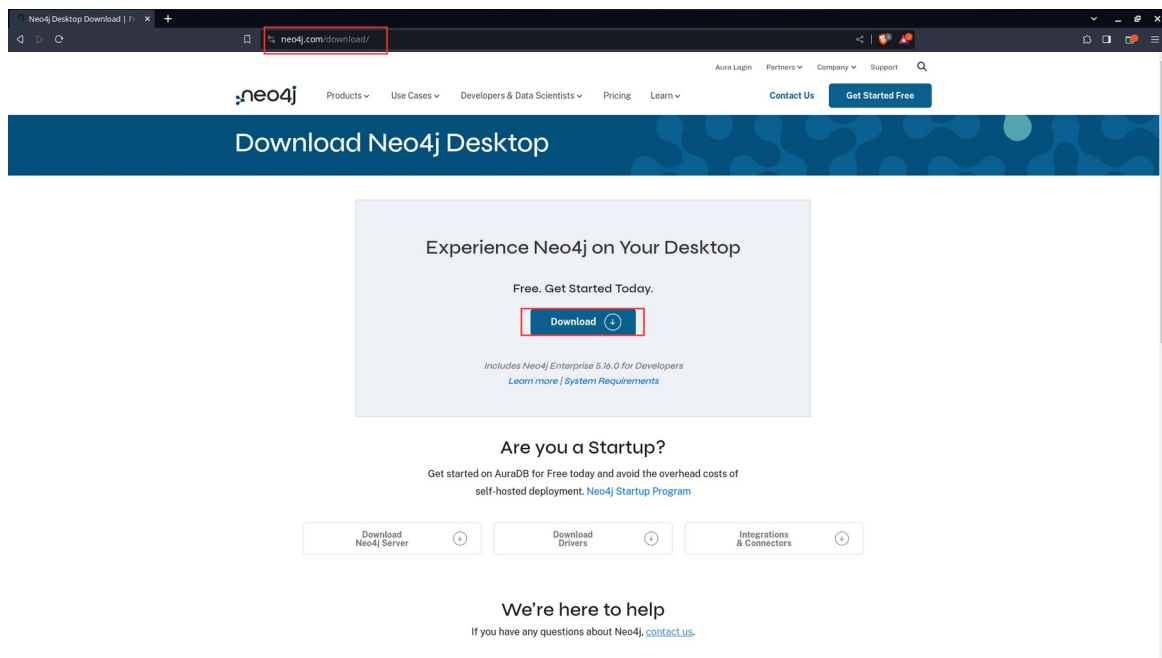 Neo4j Desktop Download | Fr
neo4j.com/download/
Aura Login Partners Company Support
neo4j Products Use Cases Developers & Data Scientists Pricing Learn Contact Us Get Started Free
Download Neo4j Desktop
Experience Neo4j on Your Desktop
Free. Get Started Today.
Download
Includes Neo4j Enterprise 5.16.0 for Developers
Learn more | System Requirements
Are you a Startup?
Get started on AuraDB for Free today and avoid the overhead costs of
self-hosted deployment. Neo4j Startup Program
Download
Neo4j Server
Download
Drivers
Integrations
& Connectors
We're here to help
If you have any questions about Neo4j, contact us.